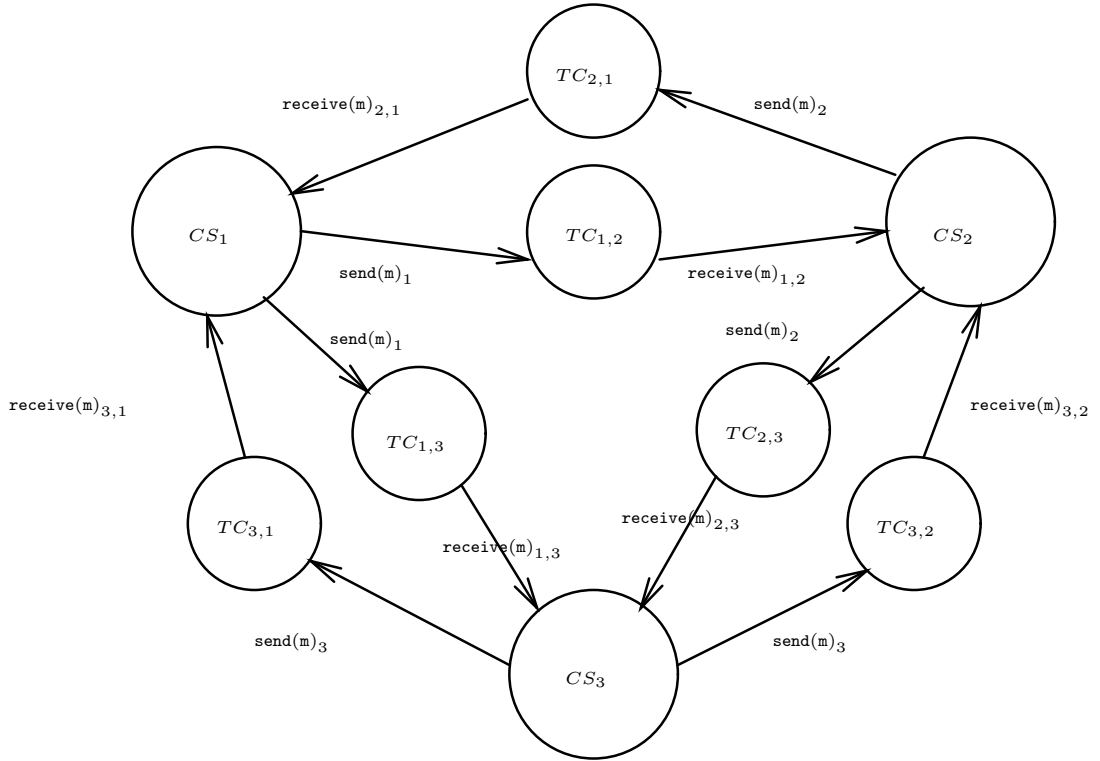 TC2,1
receive(m)2,1
send(m)2
CS1
TC1,2
CS2
send(m)1
receive(m)1,2
send(m)1
send(m)2
receive(m)3,1
receive(m)3,2
TC1,3
TC2,3
TC3,1
receive(m)2,3
TC3,2
receive(m)1,3
send(m)3
send(m)3
CS3